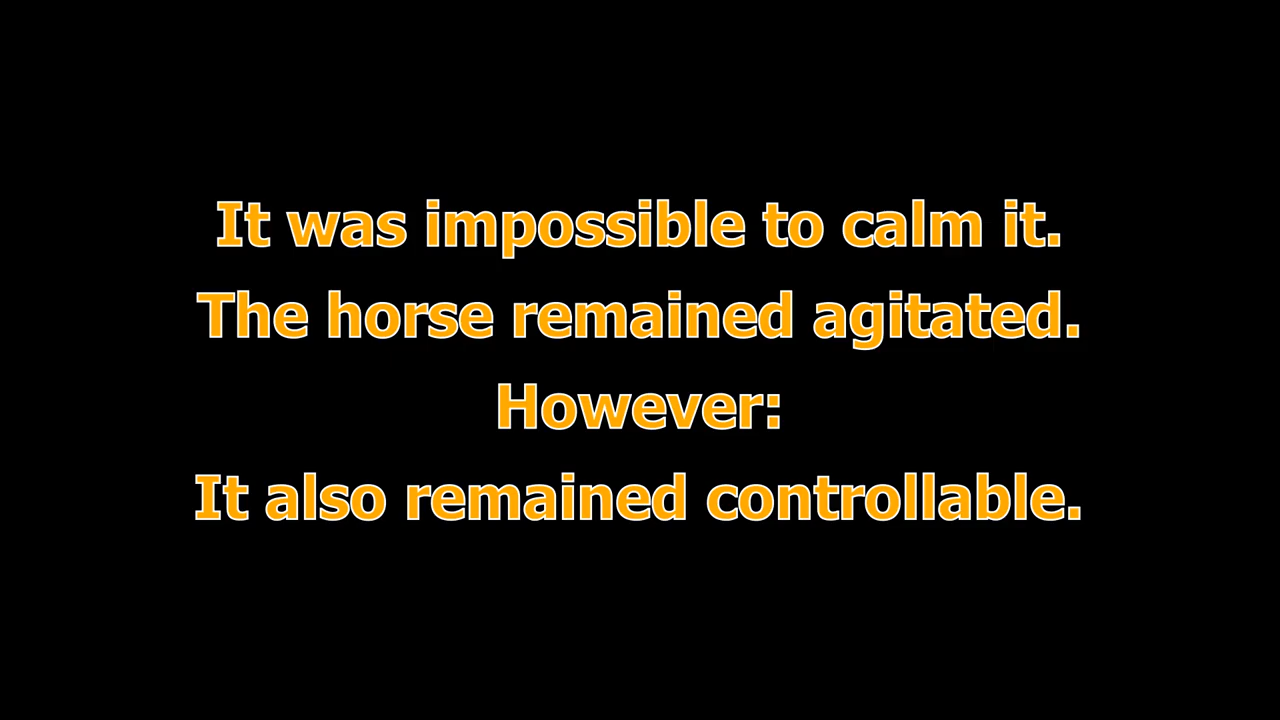 It was impossible to calm it.
The horse remained agitated.
However:
It also remained controllable.